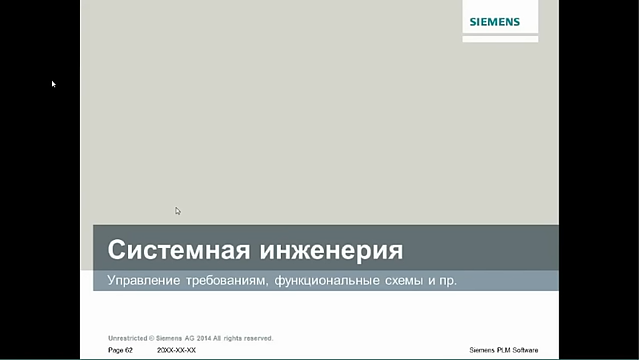 SIEMENS
Системная инженерия
Управление требованиям, функциональные схемы и пр.
Unrestricted © Siemens AG 2014 All rights reserved.
Page 62 20XX-XX-XX Siemens PLM Software